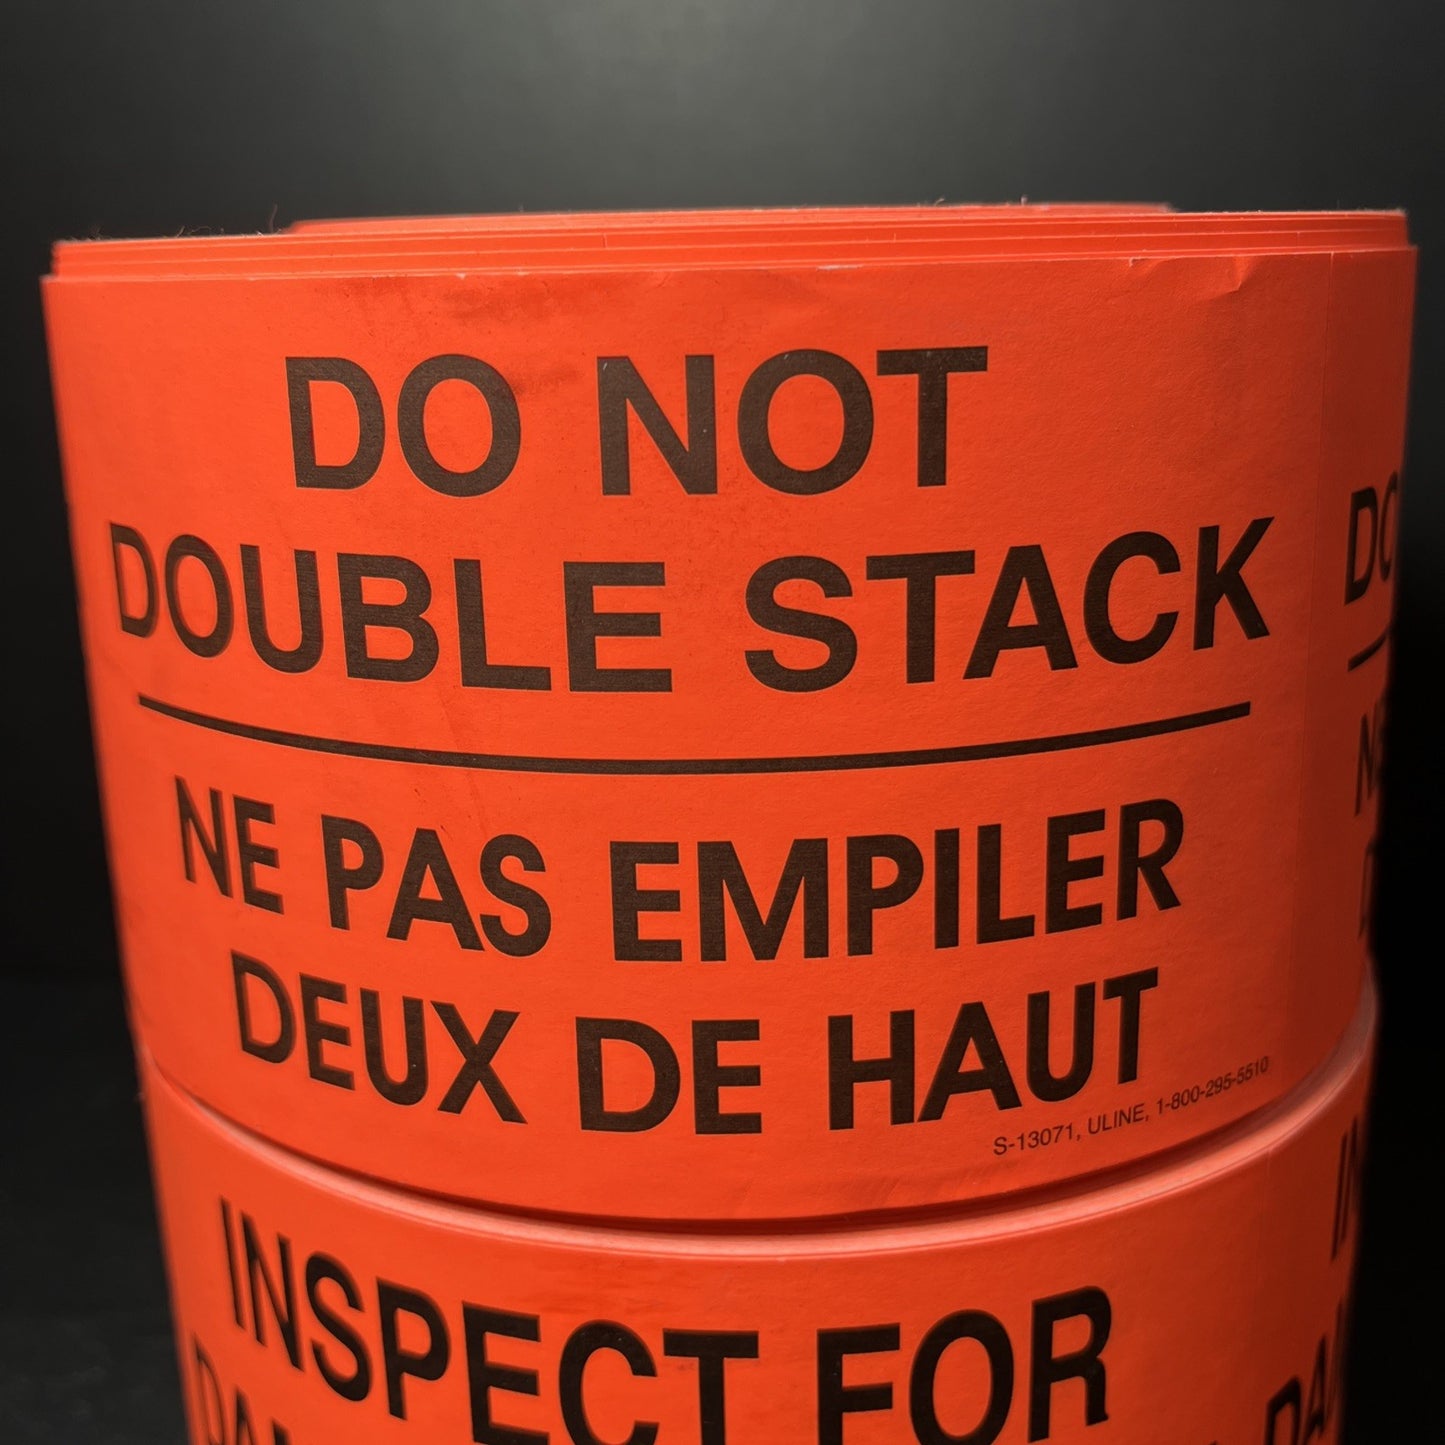 DO NOT
DOUBLE STACK
NE PAS EMPILER
DEUX DE HAUT
S-13071, ULINE, 1-800-295-5510
INSPECT FOR